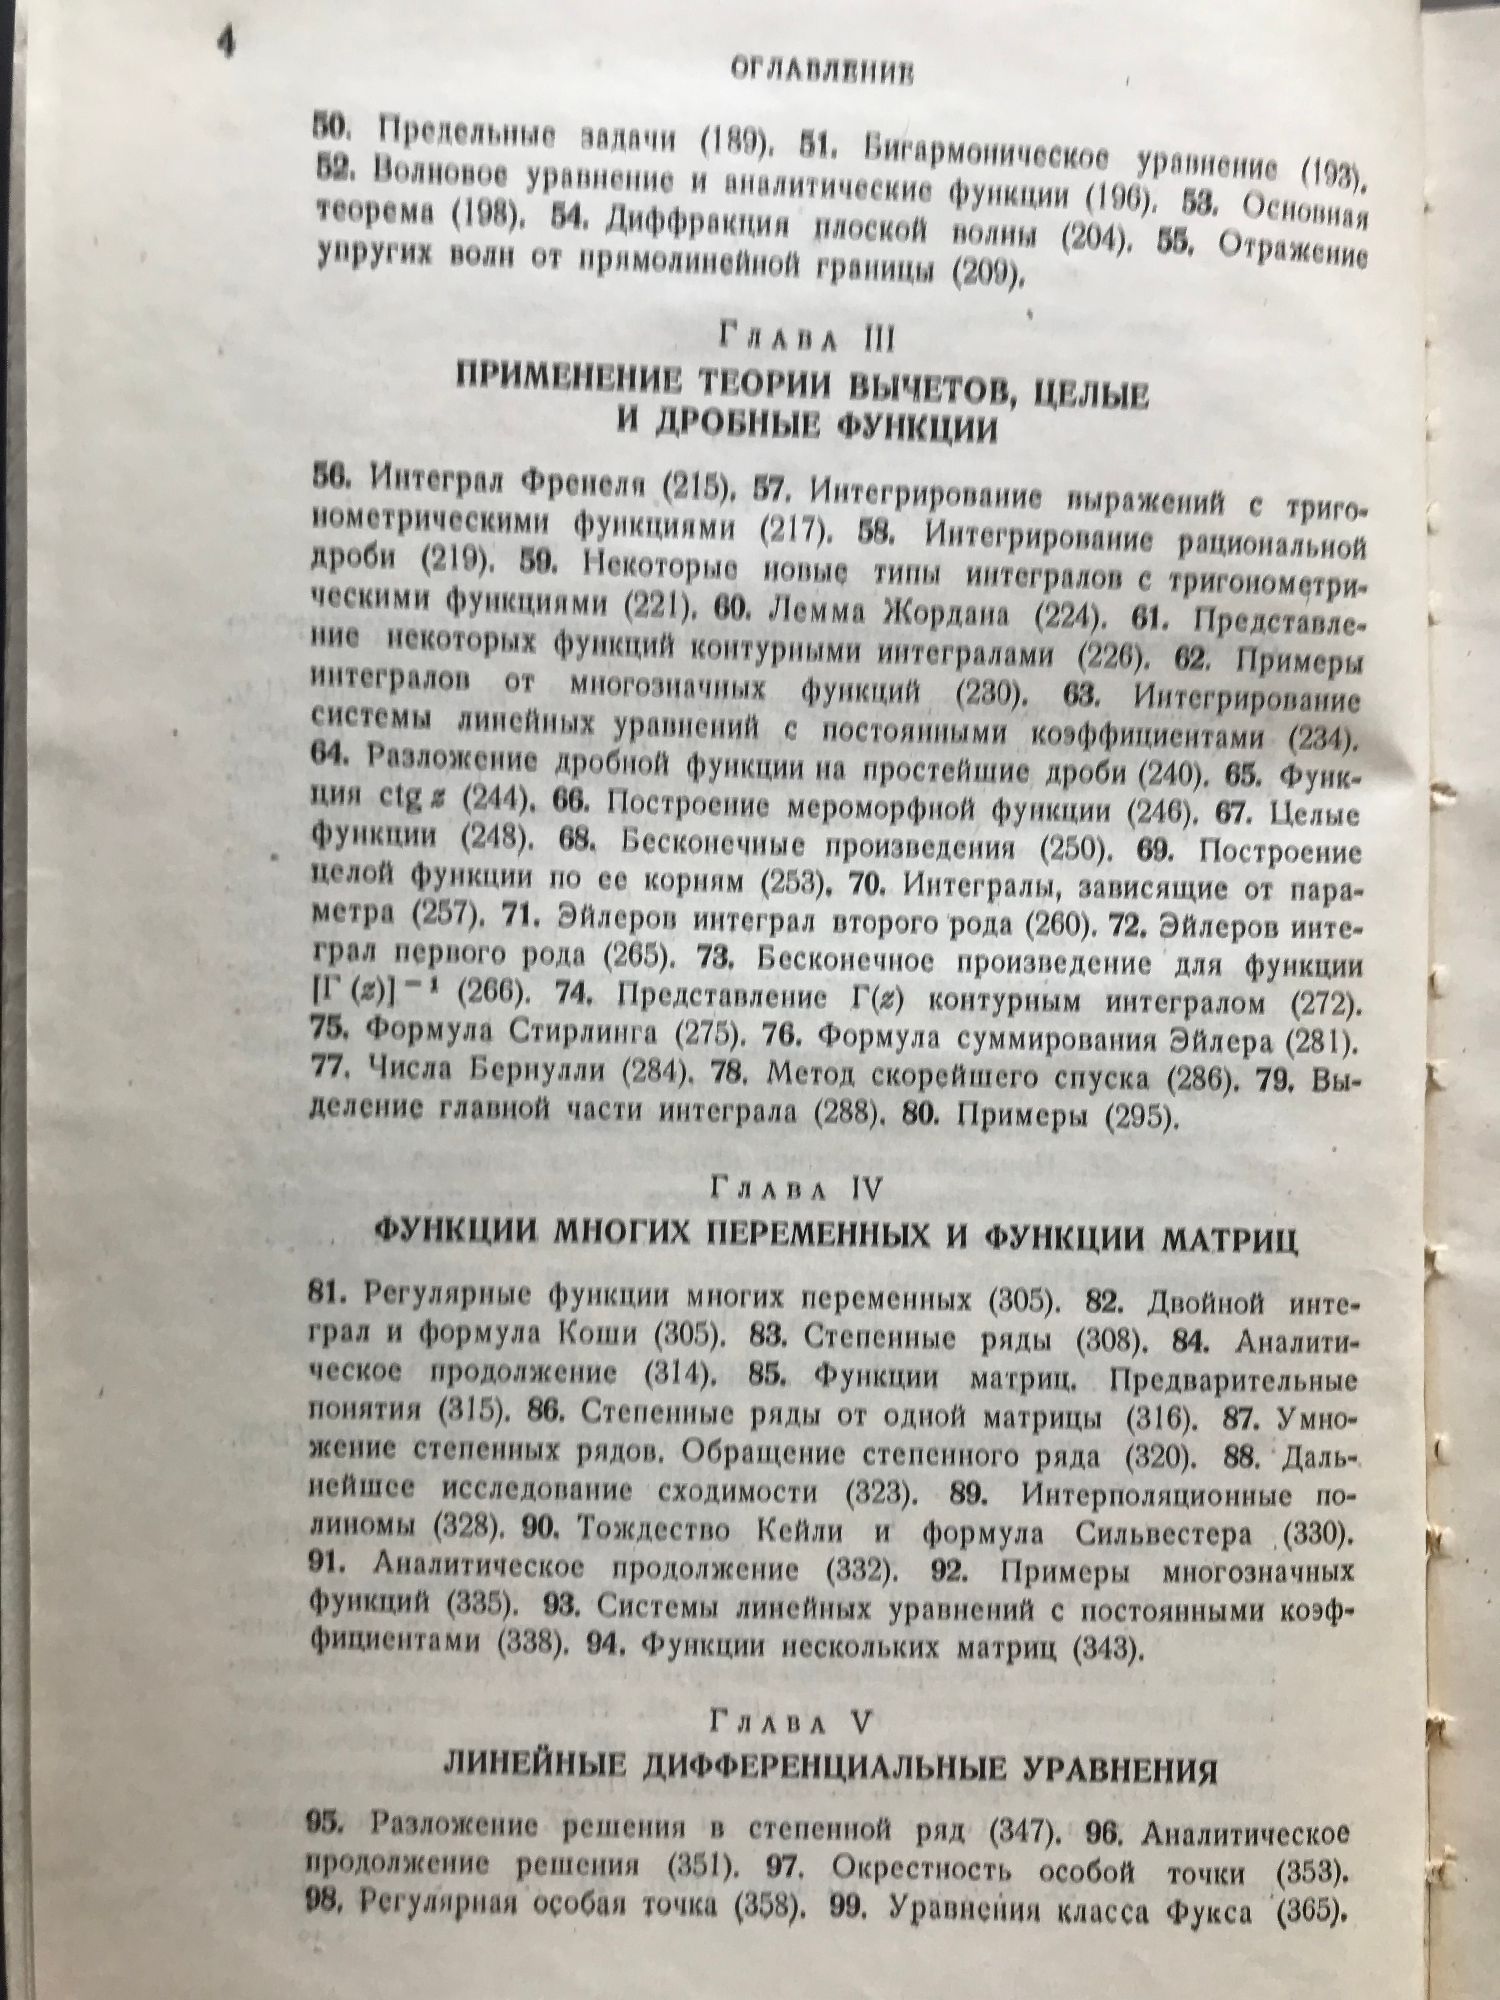 4
ОГЛАВЛЕНИЕ
50. Предельные задачи (189). 51. Бигармоническое уравнение (193).
52. Волновое уравнение и аналитические функции (196). 53. Основная
теорема (198). 54. Диффракция плоской волны (204). 55. Отражение
упругих волн от прямолинейной границы (209).
Глава III
ПРИМЕНЕНИЕ ТЕОРИИ ВЫЧЕТОВ, ЦЕЛЫЕ
И ДРОБНЫЕ ФУНКЦИИ
56. Интеграл Френеля (215). 57. Интегрирование выражений с триго-
нометрическими функциями (217). 58. Интегрирование рациональной
дроби (219). 59. Некоторые новые типы интегралов с тригонометри-
ческими функциями (221). 60. Лемма Жордана (224). 61. Представле-
ние некоторых функций контурными интегралами (226). 62. Примеры
интегралов от многозначных функций (230). 63. Интегрирование
системы линейных уравнений с постоянными коэффициентами (234).
64. Разложение дробной функции на простейшие дроби (240). 65. Функ-
ция ctg z (244). 66. Построение мероморфной функции (246). 67. Целые
функции (248). 68. Бесконечные произведения (250). 69. Построение
целой функции по ее корням (253). 70. Интегралы, зависящие от пара-
метра (257). 71. Эйлеров интеграл второго рода (260). 72. Эйлеров инте-
грал первого рода (265). 73. Бесконечное произведение для функции
[Γ (z)]⁻¹ (266). 74. Представление Γ(z) контурным интегралом (272).
75. Формула Стирлинга (275). 76. Формула суммирования Эйлера (281).
77. Числа Бернулли (284). 78. Метод скорейшего спуска (286). 79. Вы-
деление главной части интеграла (288). 80. Примеры (295).
Глава IV
ФУНКЦИИ МНОГИХ ПЕРЕМЕННЫХ И ФУНКЦИИ МАТРИЦ
81. Регулярные функции многих переменных (305). 82. Двойной инте-
грал и формула Коши (305). 83. Степенные ряды (308). 84. Аналити-
ческое продолжение (314). 85. Функции матриц. Предварительные
понятия (315). 86. Степенные ряды от одной матрицы (316). 87. Умно-
жение степенных рядов. Обращение степенного ряда (320). 88. Даль-
нейшее исследование сходимости (323). 89. Интерполяционные по-
линомы (328). 90. Тождество Кейли и формула Сильвестера (330).
91. Аналитическое продолжение (332). 92. Примеры многозначных
функций (335). 93. Системы линейных уравнений с постоянными коэф-
фициентами (338). 94. Функции нескольких матриц (343).
Глава V
ЛИНЕЙНЫЕ ДИФФЕРЕНЦИАЛЬНЫЕ УРАВНЕНИЯ
95. Разложение решения в степенной ряд (347). 96. Аналитическое
продолжение решения (351). 97. Окрестность особой точки (353).
98. Регулярная особая точка (358). 99. Уравнения класса Фукса (365).